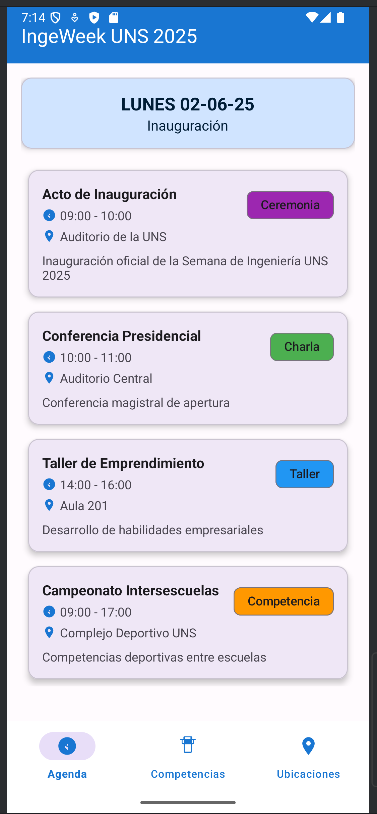 7:14
IngeWeek UNS 2025
LUNES 02-06-25
Inauguración
Acto de Inauguración
Ceremonia
09:00 - 10:00
Auditorio de la UNS
Inauguración oficial de la Semana de Ingeniería UNS
2025
Conferencia Presidencial
Charla
10:00 - 11:00
Auditorio Central
Conferencia magistral de apertura
Taller de Emprendimiento
Taller
14:00 - 16:00
Aula 201
Desarrollo de habilidades empresariales
Campeonato Intersescuelas
Competencia
09:00 - 17:00
Complejo Deportivo UNS
Competencias deportivas entre escuelas
Agenda
Competencias
Ubicaciones